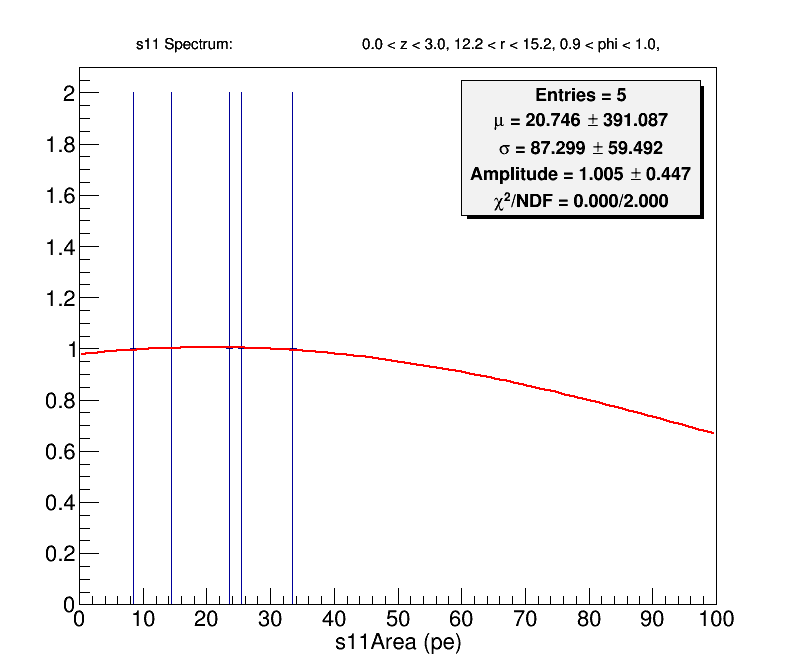 s11 Spectrum: 0.0 < z < 3.0, 12.2 < r < 15.2, 0.9 < phi < 1.0,
Entries = 5
μ = 20.746 ± 391.087
σ = 87.299 ± 59.492
Amplitude = 1.005 ± 0.447
χ²/NDF = 0.000/2.000
2
1.8
1.6
1.4
1.2
1
0.8
0.6
0.4
0.2
0
0 10 20 30 40 50 60 70 80 90 100
s11Area (pe)